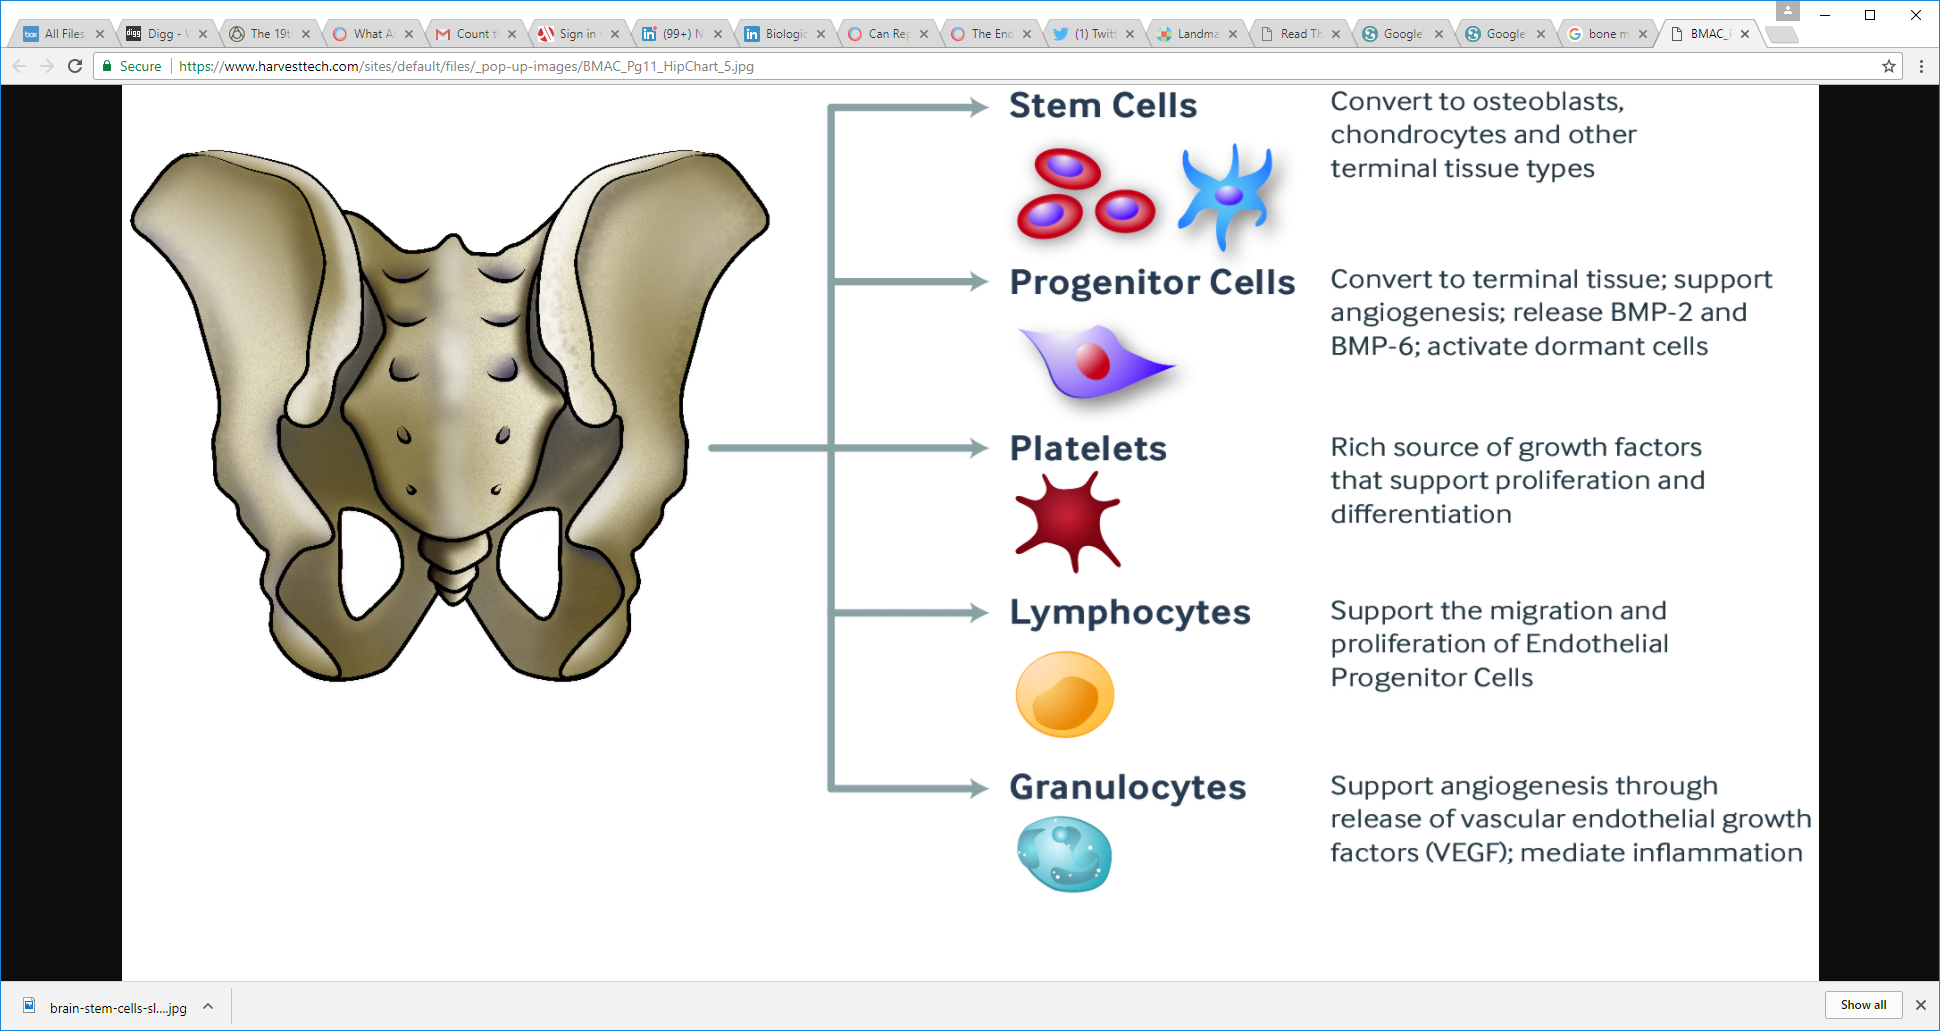 All Files
Digg - 
The 19t
What A
Count t
Sign in
(99+) N
Biologic
Can Rep
The End
(1) Twitt
Landma
Read Th
Google
Google
bone m
BMAC_
Secure
https://www.harvesttech.com/sites/default/files/_pop-up-images/BMAC_Pg11_HipChart_5.jpg
Stem Cells
Convert to osteoblasts,
chondrocytes and other
terminal tissue types
Progenitor Cells
Convert to terminal tissue; support
angiogenesis; release BMP-2 and
BMP-6; activate dormant cells
Platelets
Rich source of growth factors
that support proliferation and
differentiation
Lymphocytes
Support the migration and
proliferation of Endothelial
Progenitor Cells
Granulocytes
Support angiogenesis through
release of vascular endothelial growth
factors (VEGF); mediate inflammation
brain-stem-cells-sl....jpg
Show all